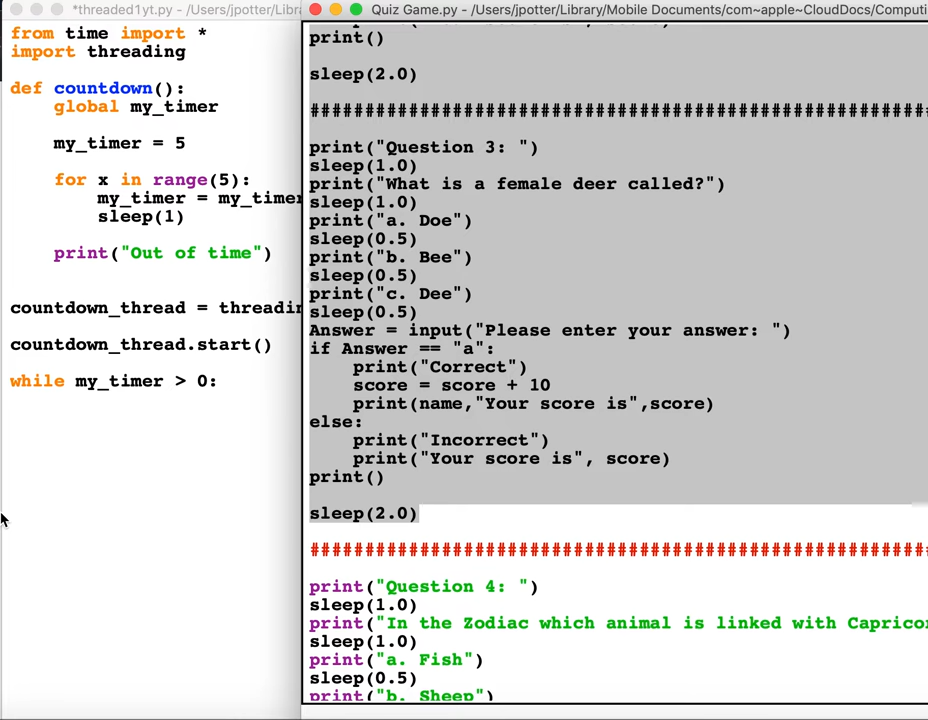 *threaded1yt.py - /Users/jpotter/Libra
from time import *
import threading
def countdown():
global my_timer
my_timer = 5
for x in range(5):
my_timer = my_timer
sleep(1)
print("Out of time")
countdown_thread = threadin
countdown_thread.start()
while my_timer > 0:
Quiz Game.py - /Users/jpotter/Library/Mobile Documents/com~apple~CloudDocs/Computi
print()
sleep(2.0)
#########################################################
print("Question 3: ")
sleep(1.0)
print("What is a female deer called?")
sleep(1.0)
print("a. Doe")
sleep(0.5)
print("b. Bee")
sleep(0.5)
print("c. Dee")
sleep(0.5)
Answer = input("Please enter your answer: ")
if Answer == "a":
print("Correct")
score = score + 10
print(name,"Your score is",score)
else:
print("Incorrect")
print("Your score is", score)
print()
sleep(2.0)
#########################################################
print("Question 4: ")
sleep(1.0)
print("In the Zodiac which animal is linked with Caprico
sleep(1.0)
print("a. Fish")
sleep(0.5)
print("b. Sheep")